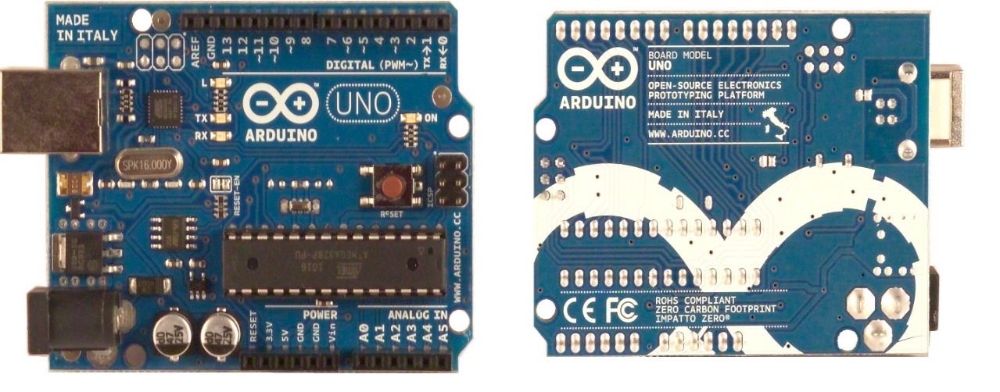 MADE
IN ITALY
AREF
GND
13
12
~11
~10
~9
8
7
~6
~5
4
~3
2
TX→1
RX←0
DIGITAL (PWM~)
L
TX
RX
ARDUINO
™
UNO
ON
SPK16.000Y
RESET-EN
RESET
ICSP
ATMEGA328P-PU
1016
ATMEL
WWW.ARDUINO.CC
47
25V
47
25V
POWER
ANALOG IN
RESET
3.3V
5V
GND
GND
Vin
A0
A1
A2
A3
A4
A5
™
ARDUINO
BOARD MODEL
UNO
OPEN-SOURCE ELECTRONICS
PROTOTYPING PLATFORM
MADE IN ITALY
WWW.ARDUINO.CC
CE FC
ROHS COMPLIANT
ZERO CARBON FOOTPRINT
IMPATTO ZERO®